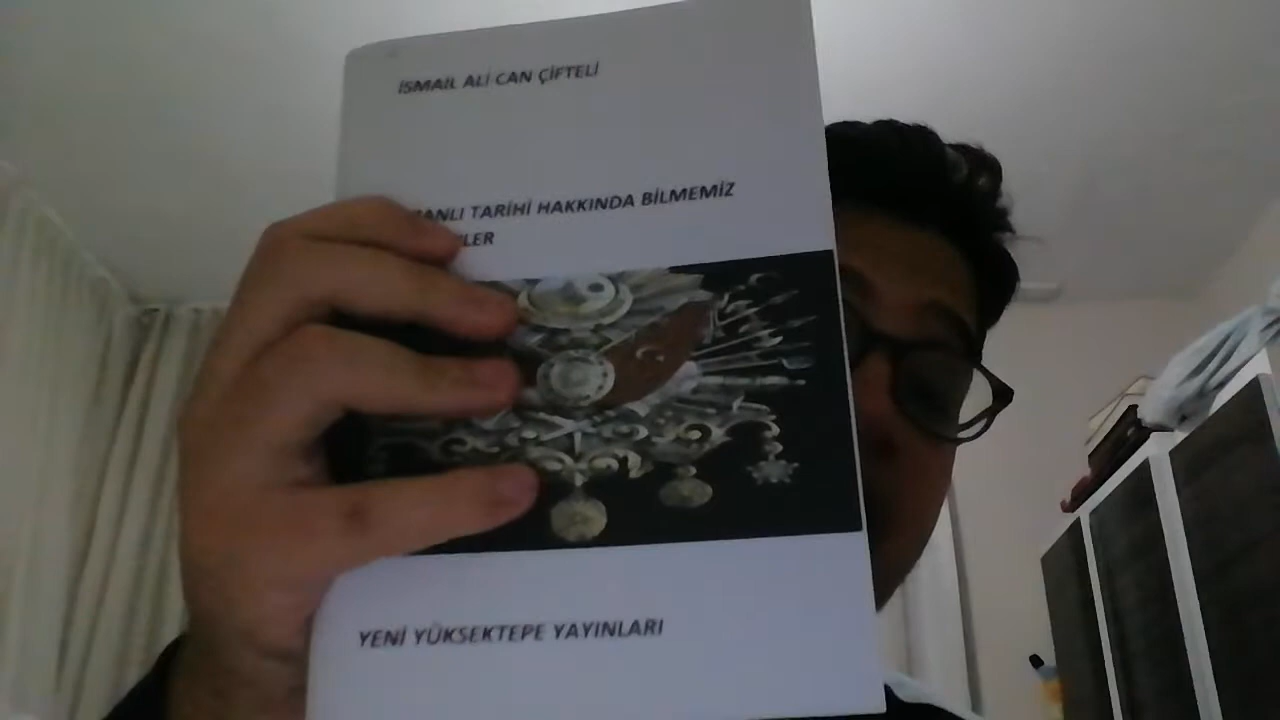 İSMAİL ALİ CAN ÇİFTELİ
MANLI TARİHİ HAKKINDA BİLMEMİZ
LER
YENİ YÜKSEKTEPE YAYINLARI